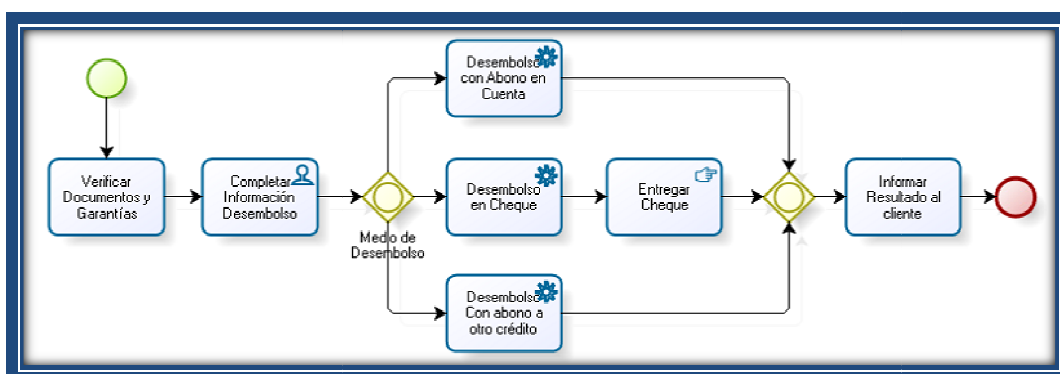 Verificar
Documentos y
Garantías
Completar
Información
Desembolso
Medio de
Desembolso
Desembolso
con Abono en
Cuenta
Desembolso
en Cheque
Entregar
Cheque
Desembolso
Con abono a
otro crédito
Informar
Resultado al
cliente